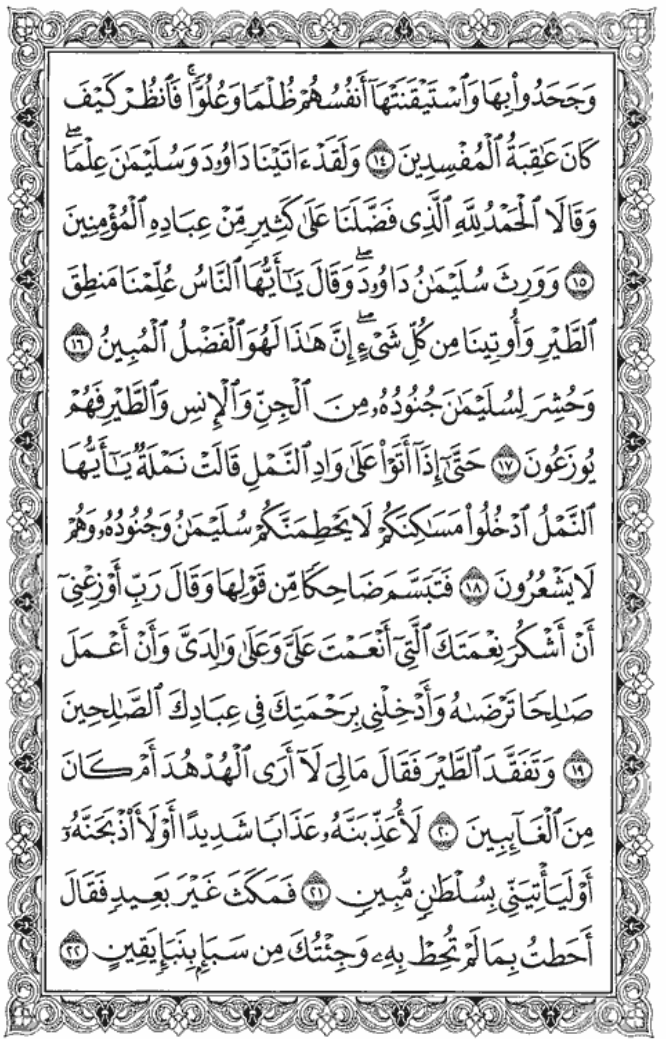 وَجَحَدُوا۟ بِهَا وَٱسْتَيْقَنَتْهَآ أَنفُسُهُمْ ظُلْمًا وَعُلُوًّا ۚ فَٱنظُرْ كَيْفَ
كَانَ عَـٰقِبَةُ ٱلْمُفْسِدِينَ ١٤ وَلَقَدْ ءَاتَيْنَا دَاوُۥدَ وَسُلَيْمَـٰنَ عِلْمًا ۖ
وَقَالَا ٱلْحَمْدُ لِلَّهِ ٱلَّذِى فَضَّلَنَا عَلَىٰ كَثِيرٍ مِّنْ عِبَادِهِ ٱلْمُؤْمِنِينَ
١٥ وَوَرِثَ سُلَيْمَـٰنُ دَاوُۥدَ ۖ وَقَالَ يَـٰٓأَيُّهَا ٱلنَّاسُ عُلِّمْنَا مَنطِقَ
ٱلطَّيْرِ وَأُوتِينَا مِن كُلِّ شَىْءٍ ۖ إِنَّ هَـٰذَا لَهُوَ ٱلْفَضْلُ ٱلْمُبِينُ ١٦
وَحُشِرَ لِسُلَيْمَـٰنَ جُنُودُهُۥ مِنَ ٱلْجِنِّ وَٱلْإِنسِ وَٱلطَّيْرِ فَهُمْ
يُوزَعُونَ ١٧ حَتَّىٰٓ إِذَآ أَتَوْا۟ عَلَىٰ وَادِ ٱلنَّمْلِ قَالَتْ نَمْلَةٌ يَـٰٓأَيُّهَا
ٱلنَّمْلُ ٱدْخُلُوا۟ مَسَـٰكِنَكُمْ لَا يَحْطِمَنَّكُمْ سُلَيْمَـٰنُ وَجُنُودُهُۥ وَهُمْ
لَا يَشْعُرُونَ ١٨ فَتَبَسَّمَ ضَاحِكًا مِّن قَوْلِهَا وَقَالَ رَبِّ أَوْزِعْنِىٓ
أَنْ أَشْكُرَ نِعْمَتَكَ ٱلَّتِىٓ أَنْعَمْتَ عَلَىَّ وَعَلَىٰ وَٰلِدَىَّ وَأَنْ أَعْمَلَ
صَـٰلِحًا تَرْضَىٰهُ وَأَدْخِلْنِى بِرَحْمَتِكَ فِى عِبَادِكَ ٱلصَّـٰلِحِينَ
١٩ وَتَفَقَّدَ ٱلطَّيْرَ فَقَالَ مَالِىَ لَآ أَرَى ٱلْهُدْهُدَ أَمْ كَانَ
مِنَ ٱلْغَآئِبِينَ ٢٠ لَأُعَذِّبَنَّهُۥ عَذَابًا شَدِيدًا أَوْ لَأَا۟ذْبَحَنَّهُۥٓ
أَوْ لَيَأْتِيَنِّى بِسُلْطَـٰنٍ مُّبِينٍ ٢١ فَمَكَثَ غَيْرَ بَعِيدٍ فَقَالَ
أَحَطتُ بِمَا لَمْ تُحِطْ بِهِۦ وَجِئْتُكَ مِن سَبَإٍۭ بِنَبَإٍ يَقِينٍ ٢٢